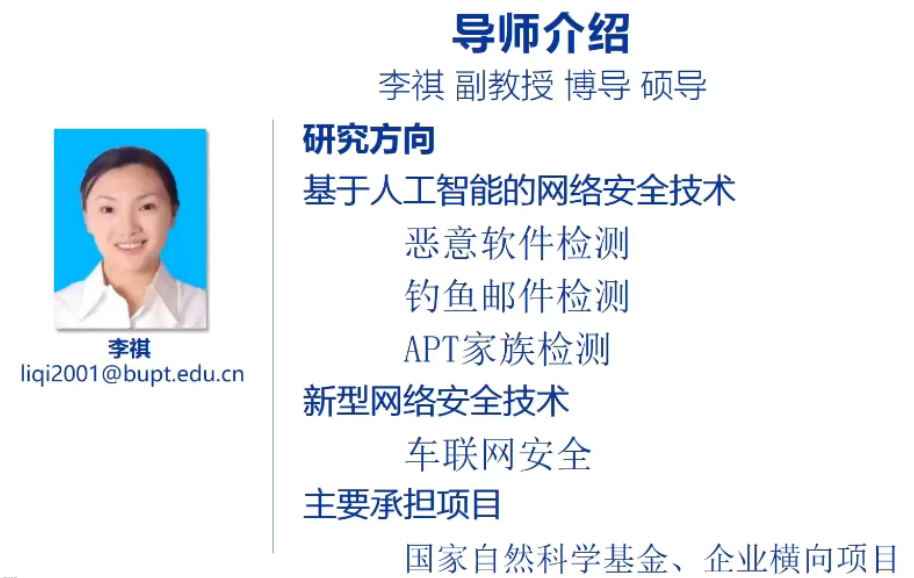 导师介绍
李祺 副教授 博导 硕导
李祺
liqi2001@bupt.edu.cn
研究方向
基于人工智能的网络安全技术
恶意软件检测
钓鱼邮件检测
APT家族检测
新型网络安全技术
车联网安全
主要承担项目
国家自然科学基金、企业横向项目